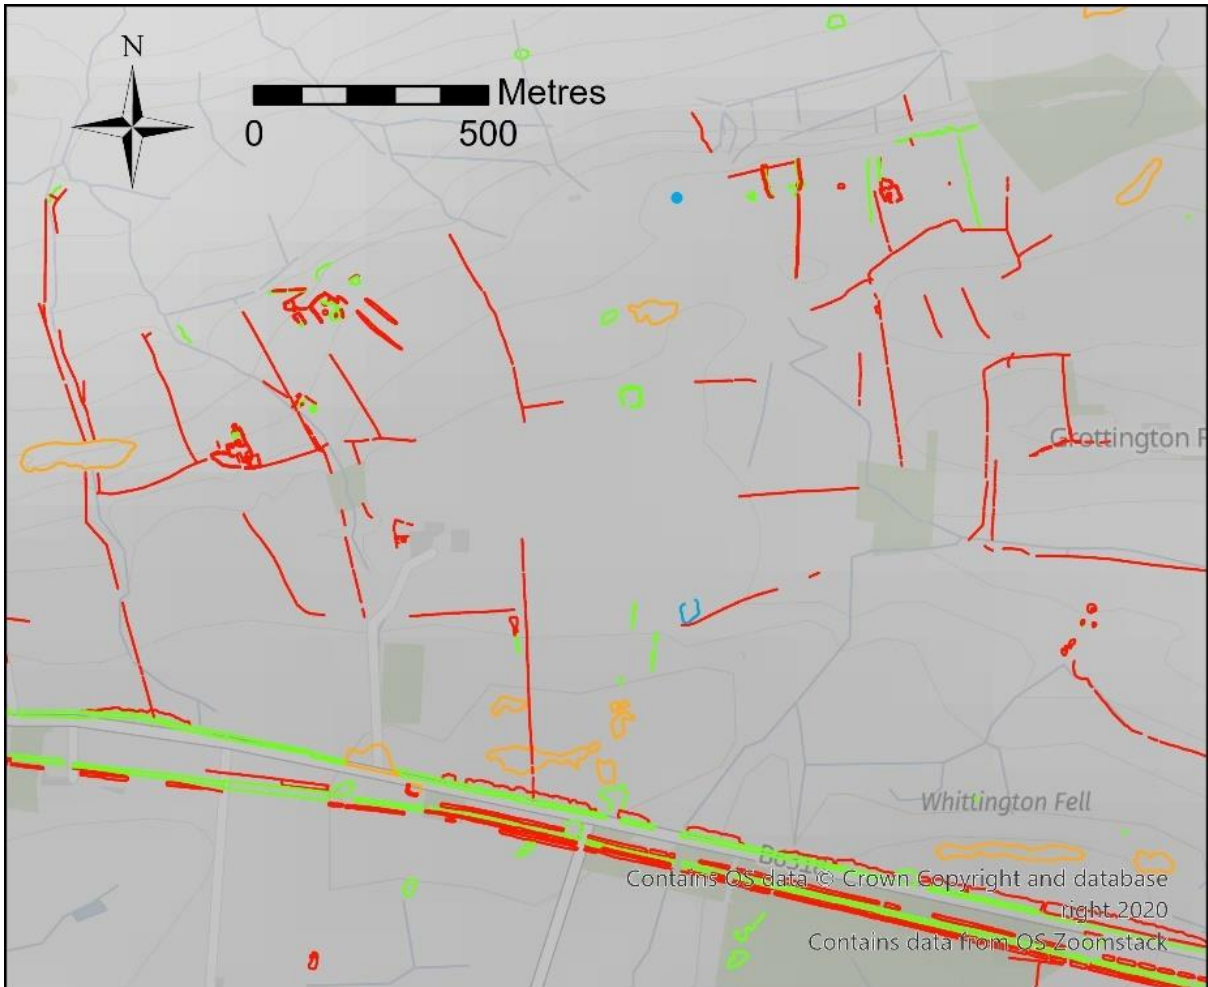 N
Metres
0 500
Grottington F
Whittington Fell
B6318
Contains OS data © Crown Copyright and database
right 2020
Contains data from OS Zoomstack